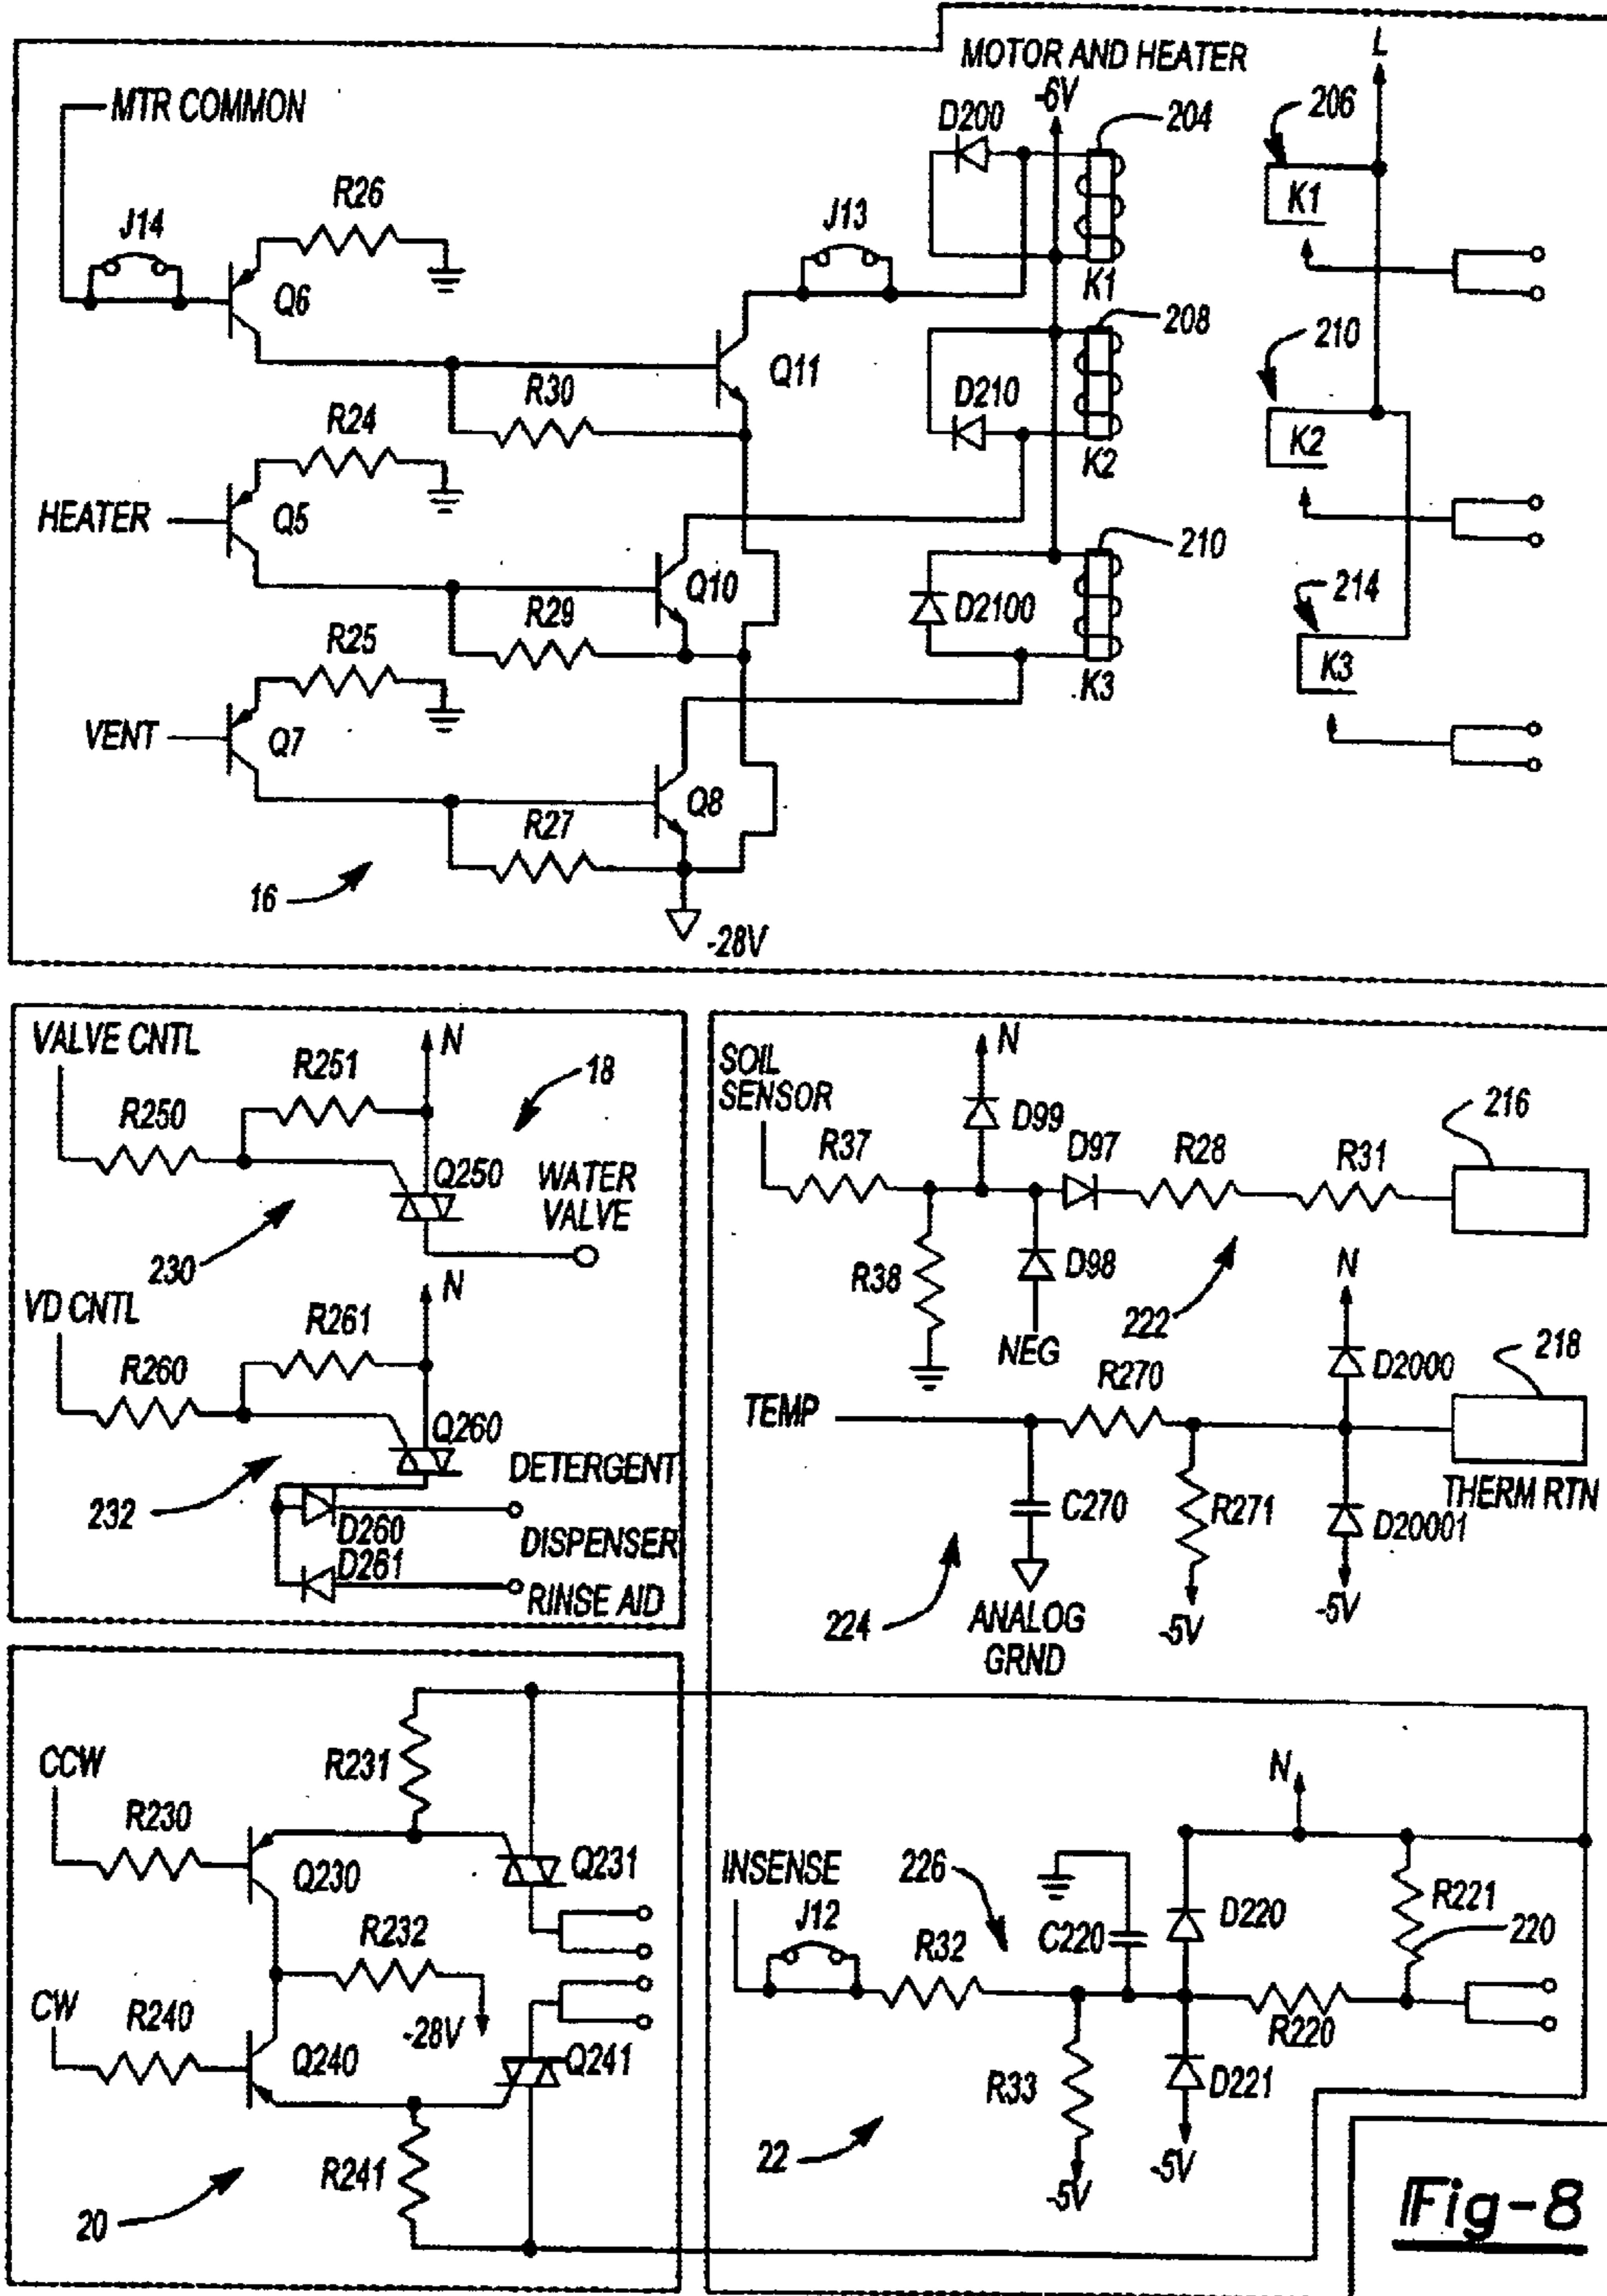 MOTOR AND HEATER
L
MTR COMMON
-6V
D200
204
206
R26
K1
J14
J13
Q6
K1
208
Q11
210
R30
D210
R24
K2
K2
HEATER
Q5
210
Q10
D2100
214
R29
R25
K3
K3
VENT
Q7
Q8
R27
16
-28V
VALVE CNTL
N
R251
18
R250
Q250
WATER
VALVE
230
VD CNTL
N
R261
R260
Q260
DETERGENT
232
D260
DISPENSER
D261
RINSE AID
SOIL
SENSOR
N
D99
216
R37
D97
R28
R31
R38
D98
N
222
NEG
218
R270
D2000
TEMP
THERM RTN
C270
R271
D20001
224
ANALOG
GRND
-5V
-5V
CCW
R231
R230
Q230
Q231
R232
CW
R240
-28V
Q240
Q241
R241
20
N
INSENSE
226
R221
J12
R32
C220
D220
220
R220
R33
D221
22
-5V
-5V
Fig-8